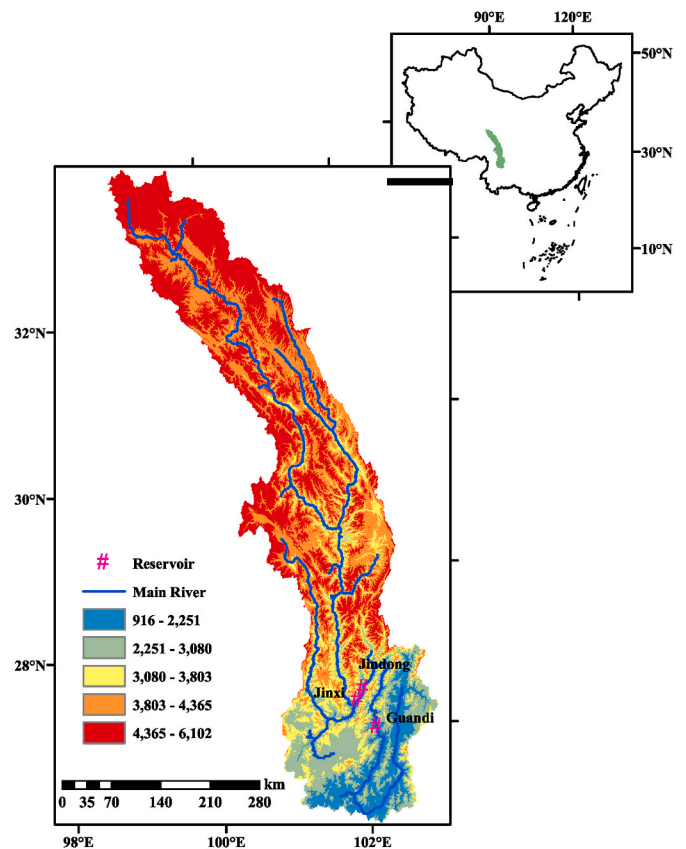 90°E 120°E
50°N
30°N
10°N
32°N
30°N
28°N
# Reservoir
Main River
916 - 2,251
2,251 - 3,080
3,080 - 3,803
3,803 - 4,365
4,365 - 6,102
Jindong
Jinxi
Guandi
km
0 35 70 140 210 280
98°E 100°E 102°E